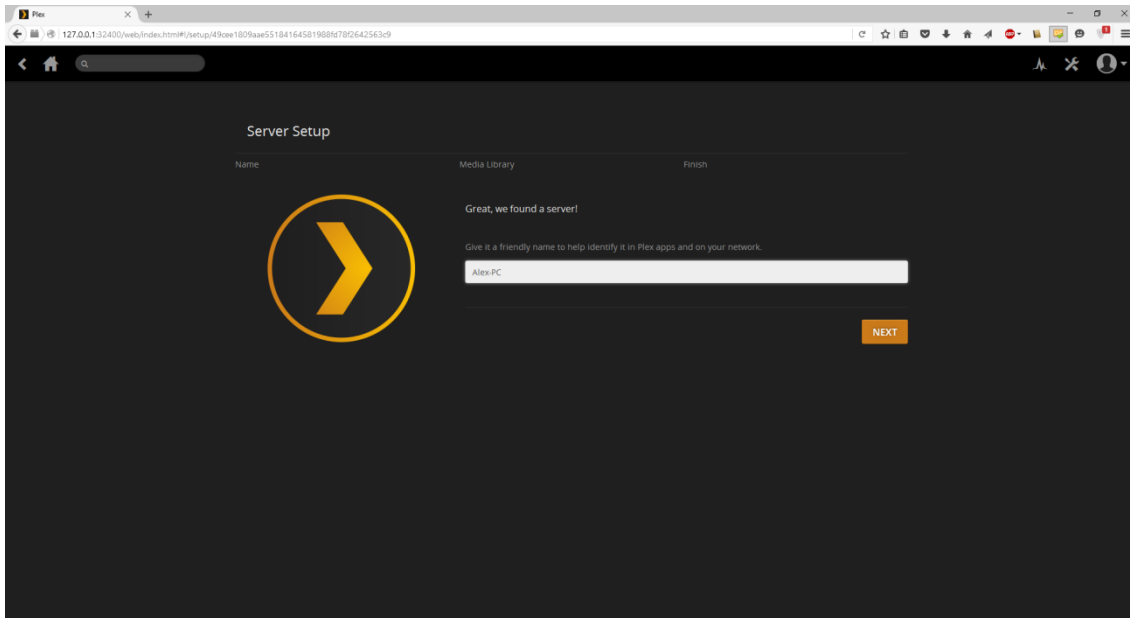 Plex
127.0.0.1:32400/web/index.html#!/setup/49cee1809aae55184164581988fd78f2642563c9
ABP
1
Server Setup
Name
Media Library
Finish
Great, we found a server!
Give it a friendly name to help identify it in Plex apps and on your network.
Alex-PC
NEXT